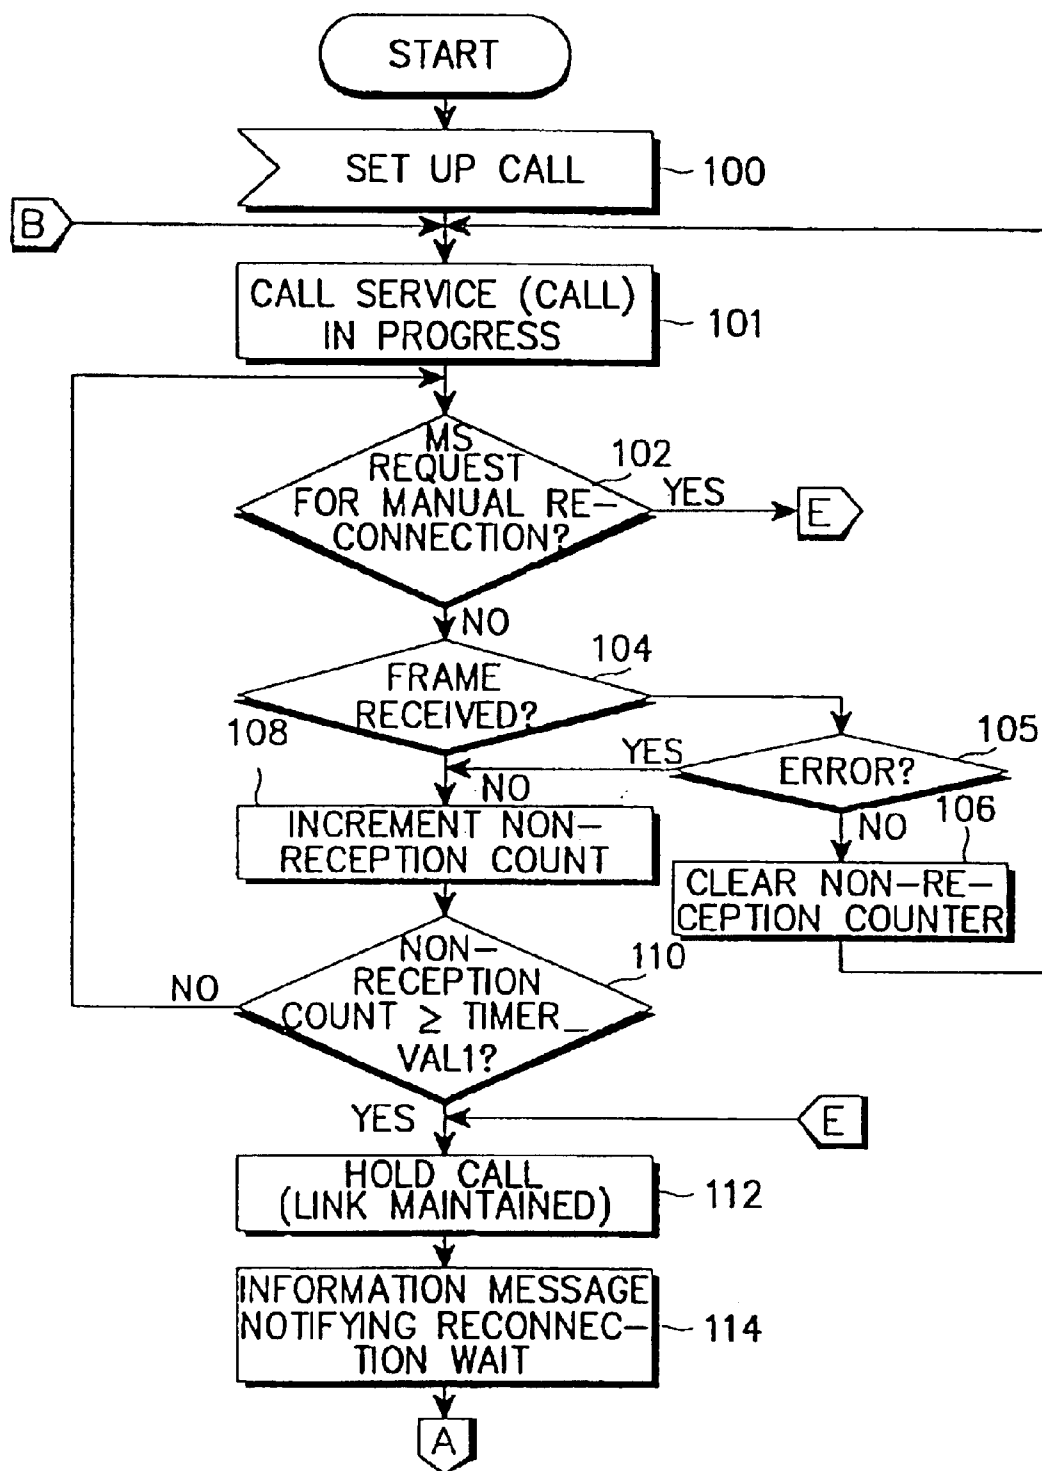 START
SET UP CALL
100
B
CALL SERVICE (CALL)
IN PROGRESS
101
MS
REQUEST
FOR MANUAL RE-
CONNECTION?
102
YES
E
NO
FRAME
RECEIVED?
104
108
YES
ERROR?
105
NO
NO
106
INCREMENT NON-
RECEPTION COUNT
CLEAR NON-RE-
CEPTION COUNTER
NON-
RECEPTION
COUNT ≥ TIMER_
VAL1?
110
NO
YES
E
HOLD CALL
(LINK MAINTAINED)
112
INFORMATION MESSAGE
NOTIFYING RECONNEC-
TION WAIT
114
A